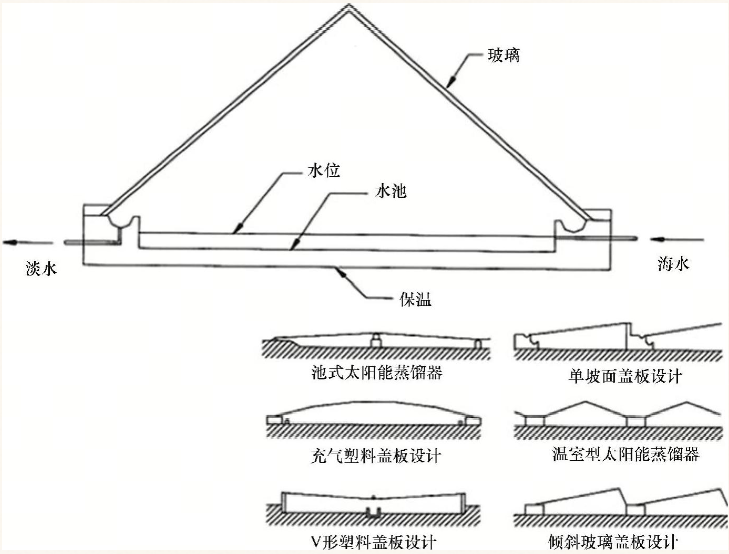 玻璃
水位
水池
淡水
海水
保温
池式太阳能蒸馏器
单坡面盖板设计
充气塑料盖板设计
温室型太阳能蒸馏器
V形塑料盖板设计
倾斜玻璃盖板设计